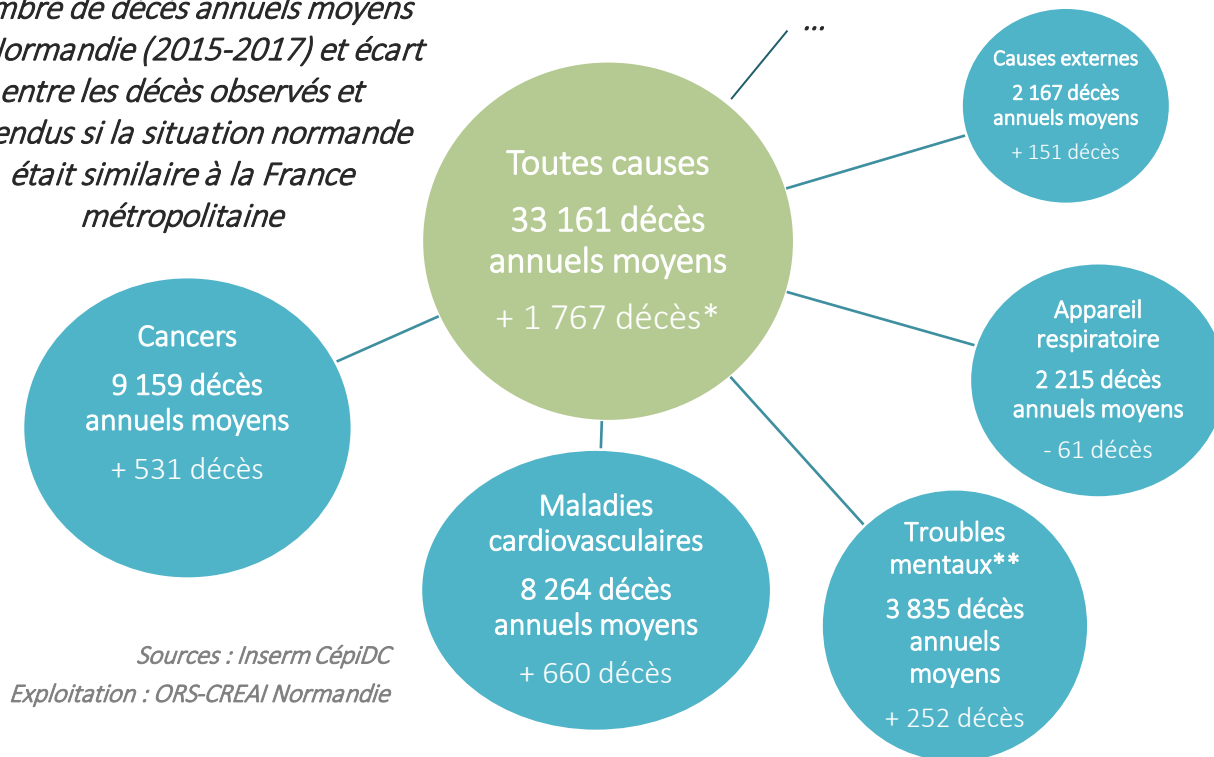 décès annuels moyens
(2015-2017) et écart
entre les décès observés et
si la situation normande
était similaire à la France
métropolitaine
...
Toutes causes
33 161 décès
annuels moyens
+ 1 767 décès*
Causes externes
2 167 décès
annuels moyens
+ 151 décès
Appareil
respiratoire
2 215 décès
annuels moyens
- 61 décès
Cancers
9 159 décès
annuels moyens
+ 531 décès
Maladies
cardiovasculaires
8 264 décès
annuels moyens
+ 660 décès
Troubles
mentaux**
3 835 décès
annuels
moyens
+ 252 décès
Sources : Inserm CépiDC
Exploitation : ORS-CREAI Normandie